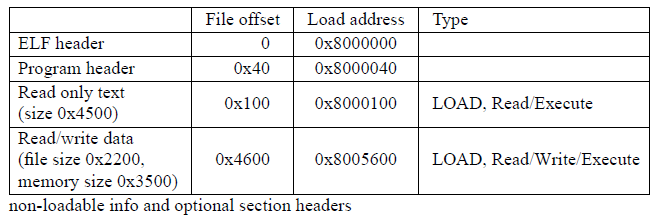 File offset Load address Type
ELF header 0 0x8000000
Program header 0x40 0x8000040
Read only text
(size 0x4500) 0x100 0x8000100 LOAD, Read/Execute
Read/write data
(file size 0x2200, 0x4600 0x8005600 LOAD, Read/Write/Execute
memory size 0x3500)
non-loadable info and optional section headers